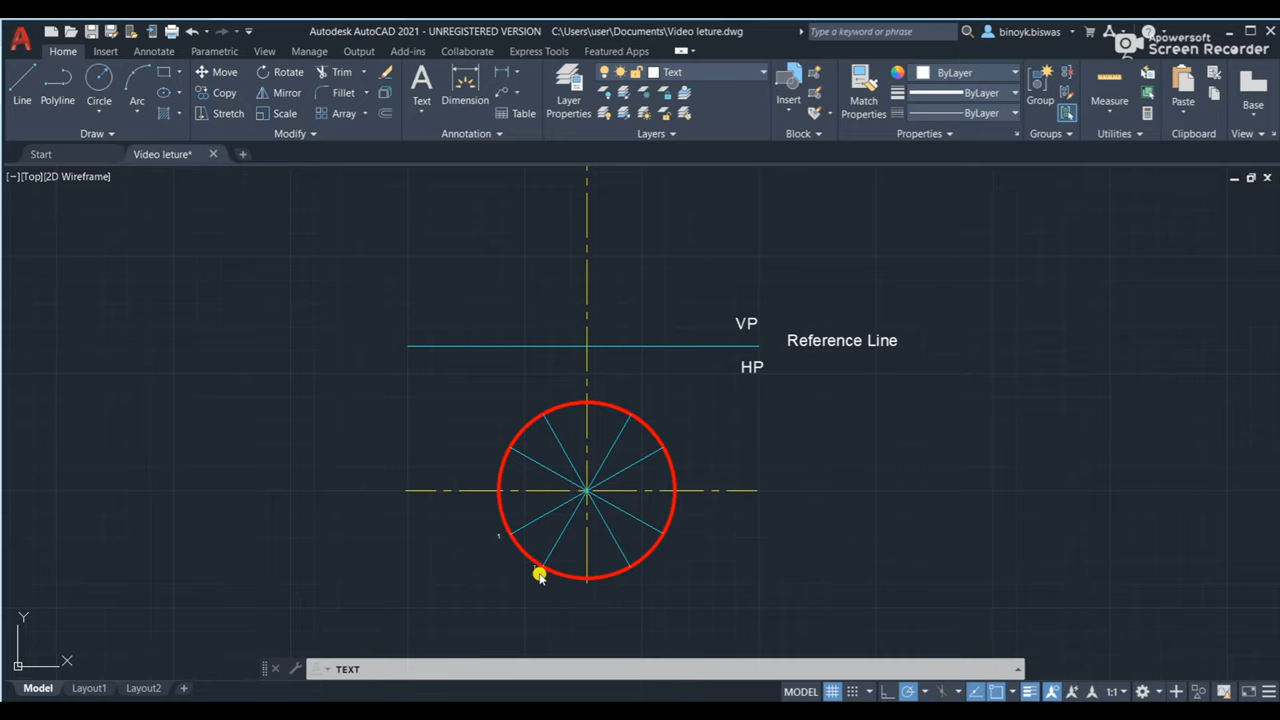 Autodesk AutoCAD 2021 - UNREGISTERED VERSION C:\Users\user\Documents\Video leture.dwg
Type a keyword or phrase
binoyk.biswas
Apowersoft
Screen Recorder
Home Insert Annotate Parametric View Manage Output Add-ins Collaborate Express Tools Featured Apps
Line Polyline Circle Arc
Move Rotate Trim
Copy Mirror Fillet
Stretch Scale Array
Text Dimension Table
Layer Properties
Text
Insert
Match Properties
ByLayer
ByLayer
ByLayer
Group
Measure
Paste
Base
Draw Modify Annotation Layers Block Properties Groups Utilities Clipboard View
Start Video leture*
[−][Top][2D Wireframe]
VP
Reference Line
HP
1
Y
X
TEXT
Model Layout1 Layout2
MODEL 1:1